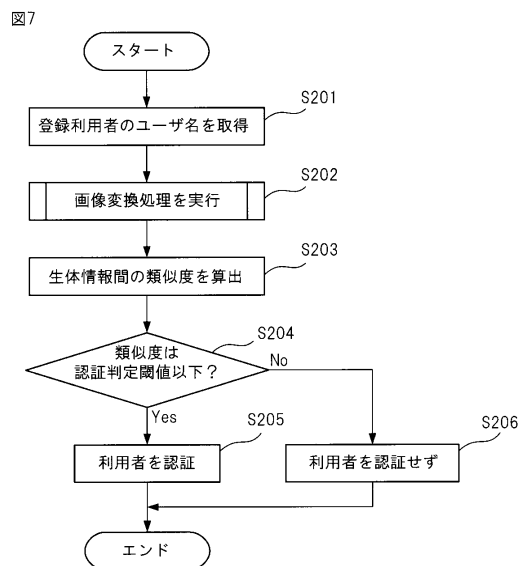 図7
スタート
S201
登録利用者のユーザ名を取得
S202
画像変換処理を実行
S203
生体情報間の類似度を算出
S204
類似度は
認証判定閾値以下?
No
Yes
S205
利用者を認証
S206
利用者を認証せず
エンド